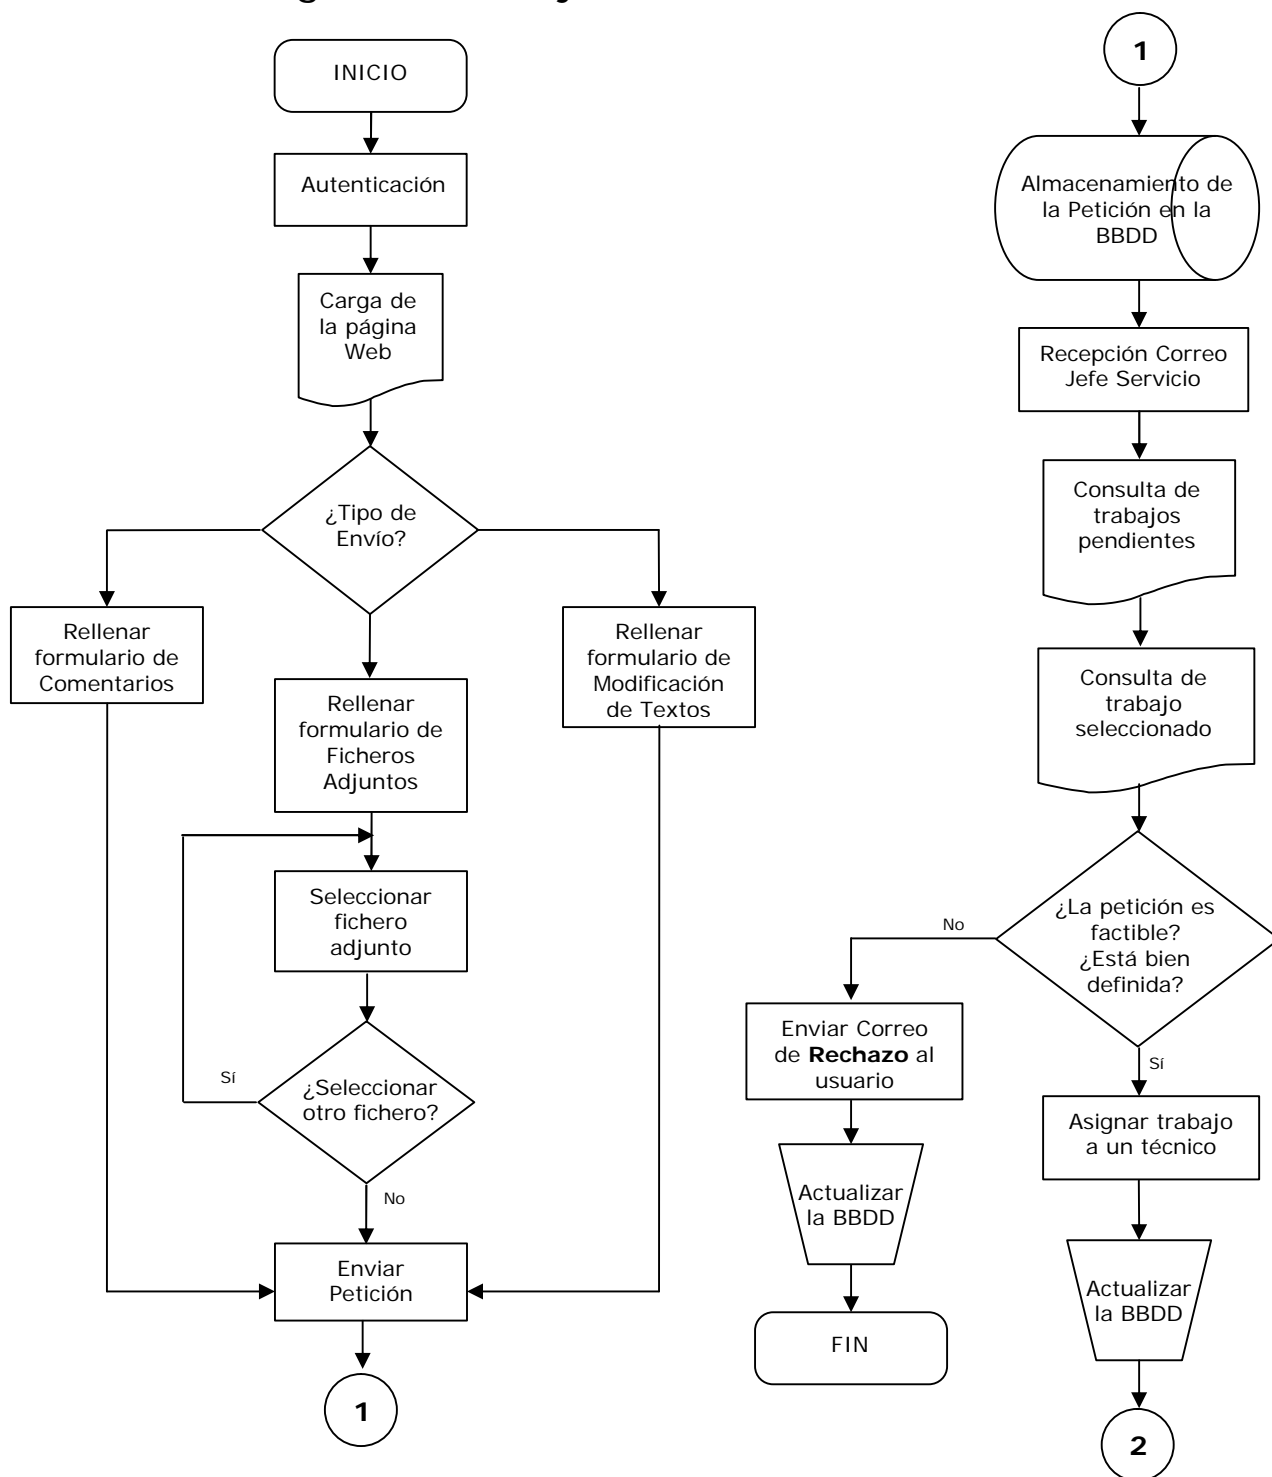 INICIO
Autenticación
Carga de
la página
Web
¿Tipo de
Envío?
Rellenar
formulario de
Comentarios
Rellenar
formulario de
Ficheros
Adjuntos
Rellenar
formulario de
Modificación
de Textos
Seleccionar
fichero
adjunto
Sí
¿Seleccionar
otro fichero?
No
Enviar
Petición
1
1
Almacenamiento de
la Petición en la
BBDD
Recepción Correo
Jefe Servicio
Consulta de
trabajos
pendientes
Consulta de
trabajo
seleccionado
¿La petición es
factible?
¿Está bien
definida?
No
Enviar Correo
de Rechazo al
usuario
Actualizar
la BBDD
FIN
Sí
Asignar trabajo
a un técnico
Actualizar
la BBDD
2